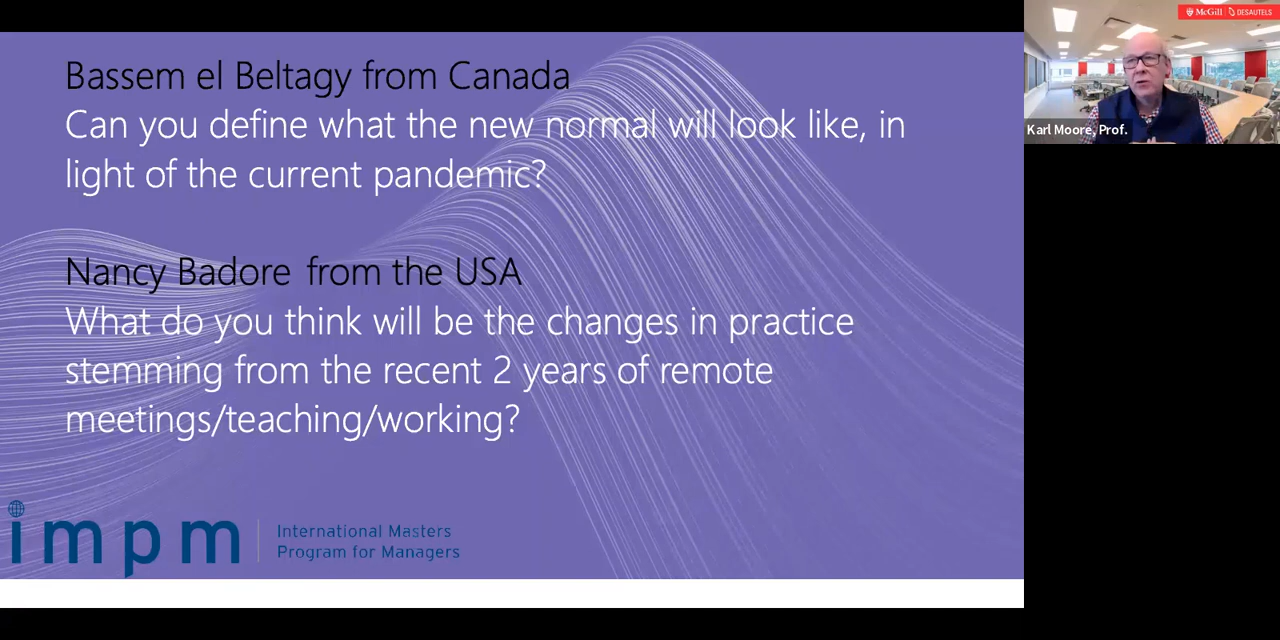 Bassem el Beltagy from Canada
Can you define what the new normal will look like, in
light of the current pandemic?
Nancy Badore from the USA
What do you think will be the changes in practice
stemming from the recent 2 years of remote
meetings/teaching/working?
impm
International Masters
Program for Managers
McGill DESAUTELS
Karl Moore, Prof.